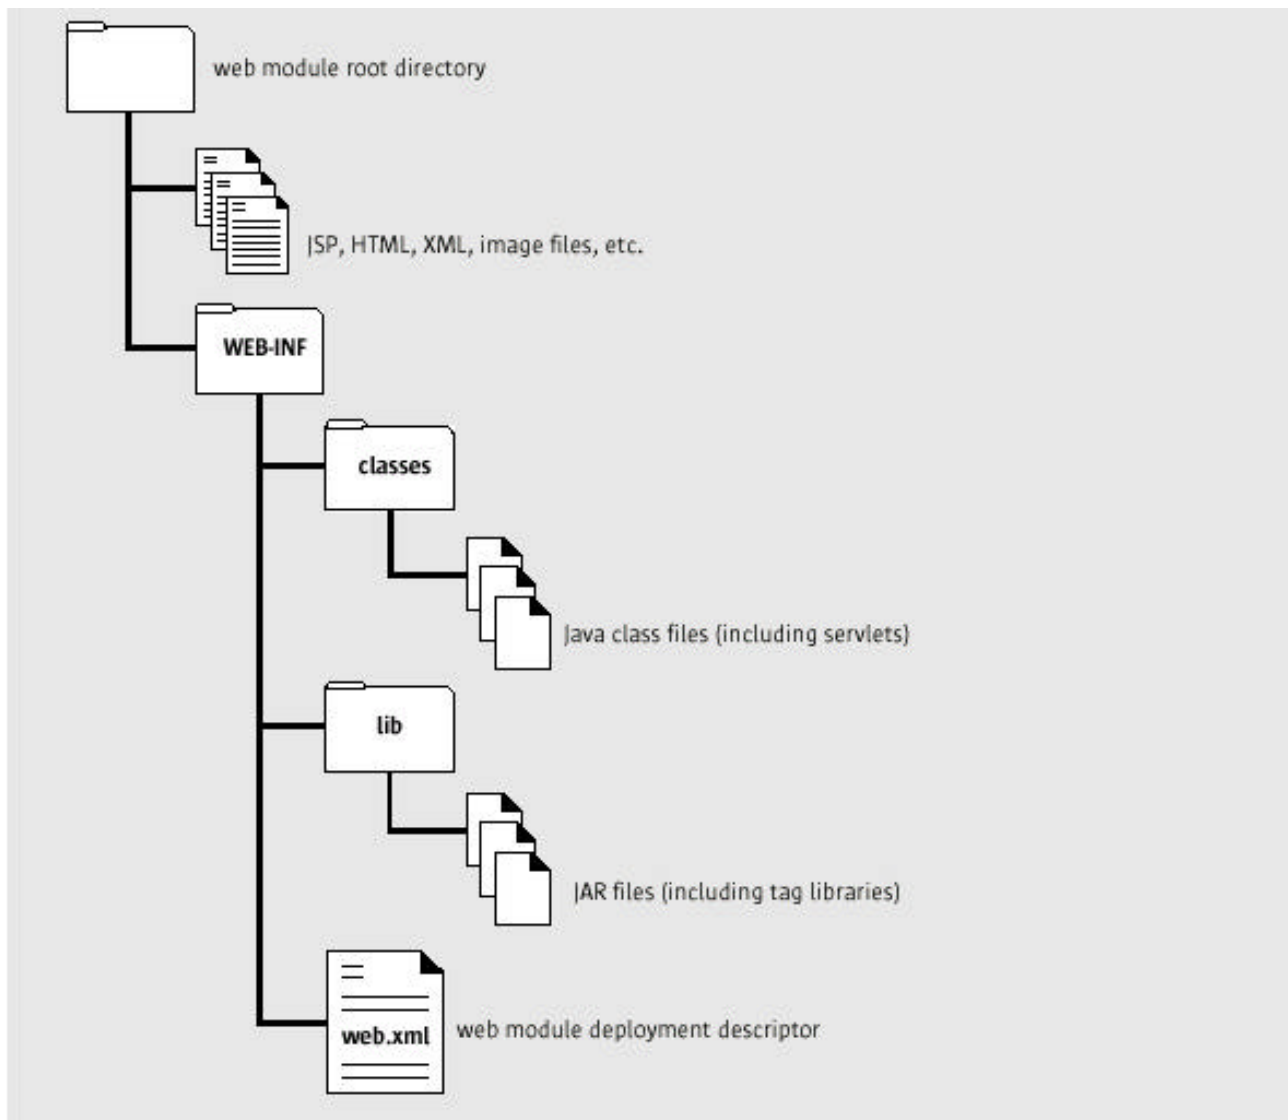 web module root directory
JSP, HTML, XML, image files, etc.
WEB-INF
classes
Java class files (including servlets)
lib
JAR files (including tag libraries)
web.xml
web module deployment descriptor